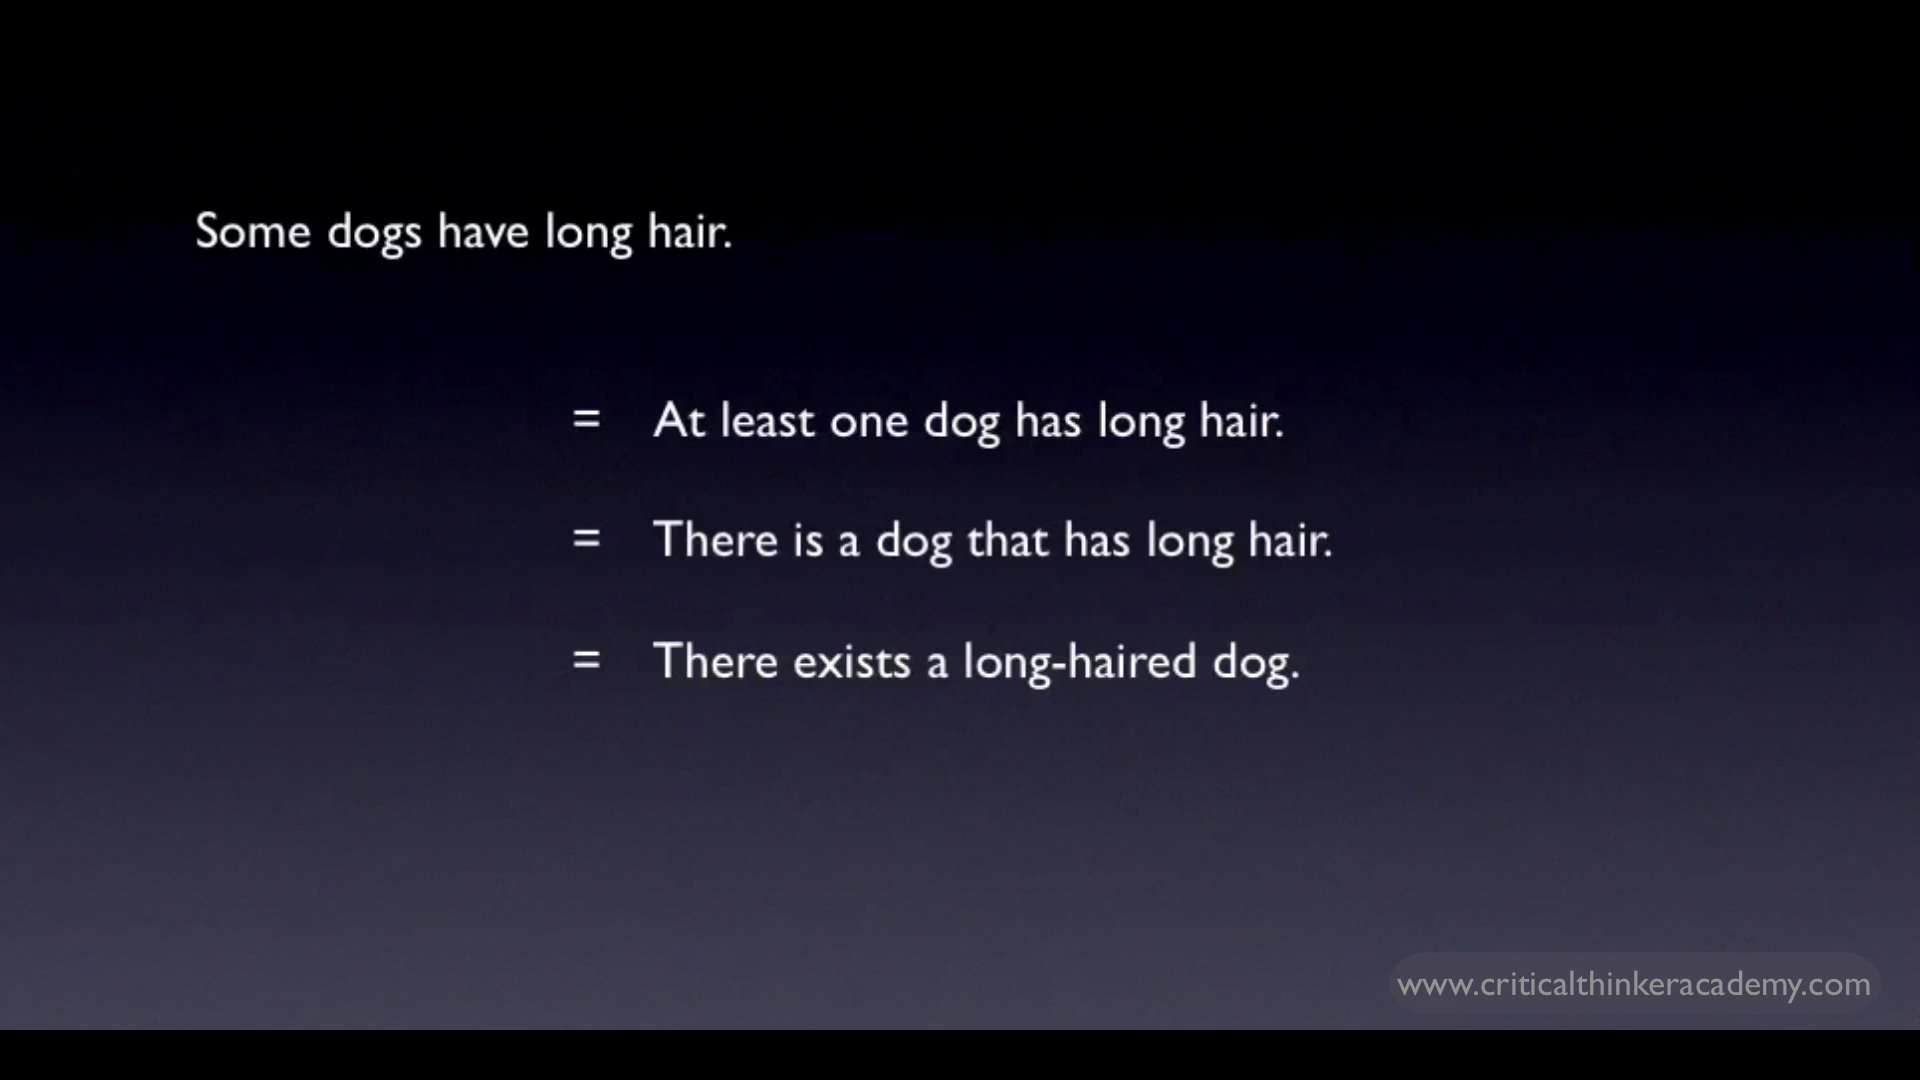 Some dogs have long hair.
= At least one dog has long hair.
= There is a dog that has long hair.
= There exists a long-haired dog.
www.criticalthinkeracademy.com